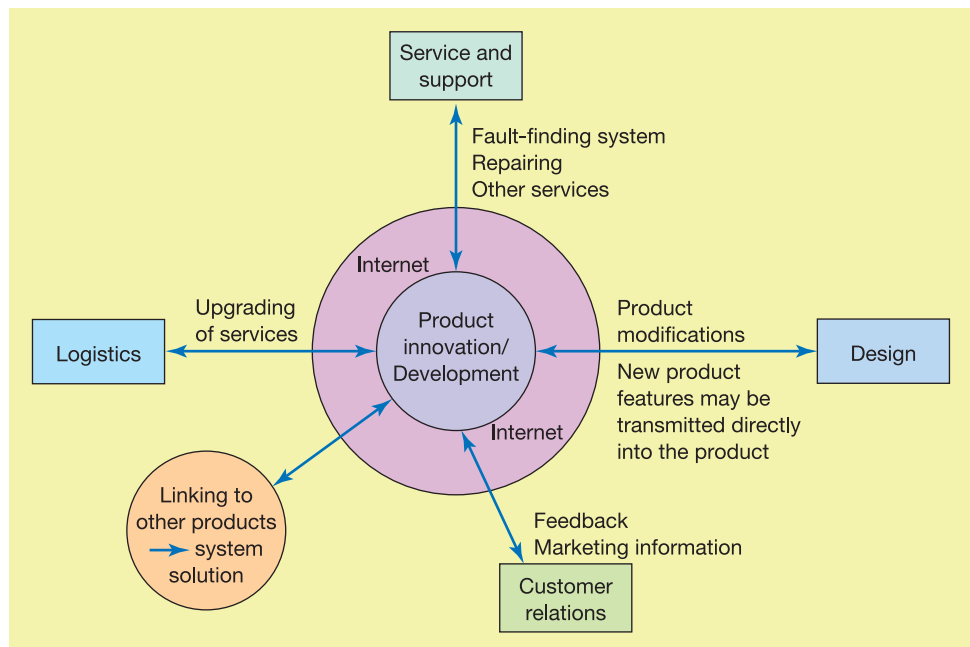 Service and
support
Fault-finding system
Repairing
Other services
Internet
Upgrading
of services
Logistics
Product
innovation/
Development
Product
modifications
New product
features may be
transmitted directly
into the product
Design
Internet
Linking to
other products
system
solution
Feedback
Marketing information
Customer
relations